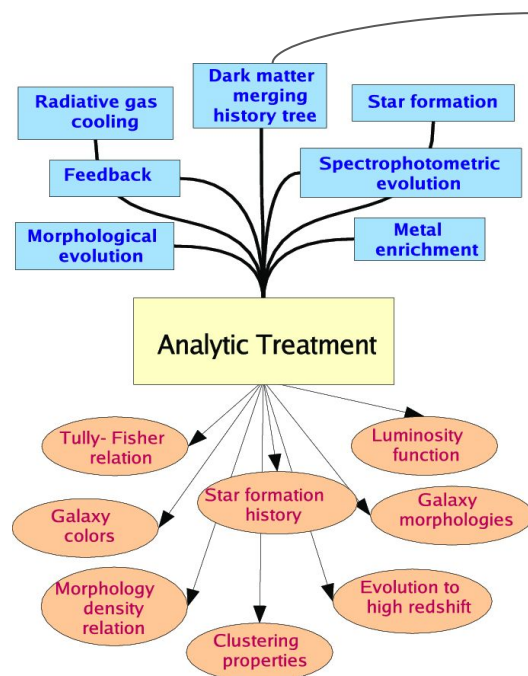 Dark matter
merging
history tree
Radiative gas
cooling
Star formation
Feedback
Spectrophotometric
evolution
Morphological
evolution
Metal
enrichment
Analytic Treatment
Tully- Fisher
relation
Luminosity
function
Star formation
history
Galaxy
colors
Galaxy
morphologies
Morphology
density
relation
Evolution to
high redshift
Clustering
properties